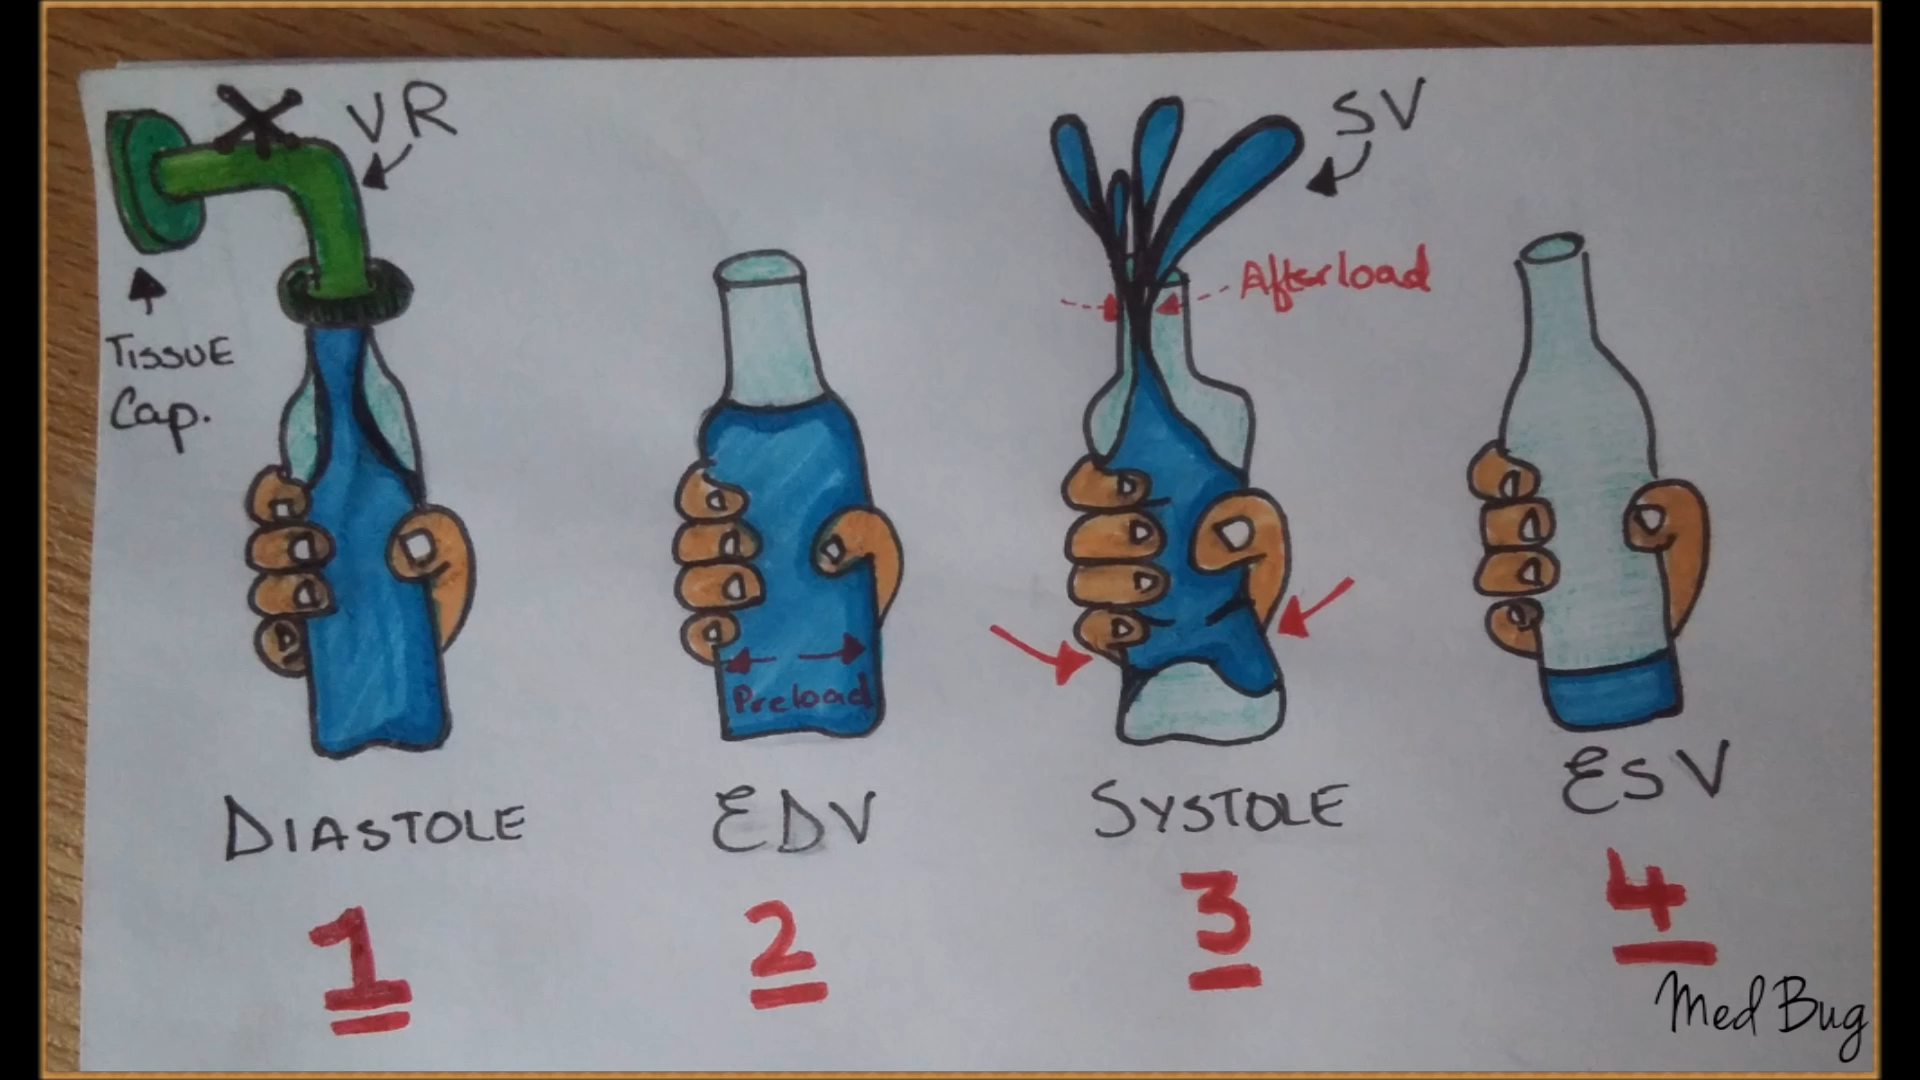 VR
TISSUE
Cap.
SV
Afterload
Preload
DIASTOLE
EDV
SYSTOLE
ESV
1
2
3
4
Med Bug